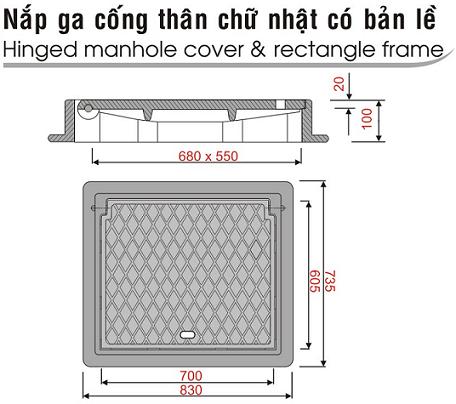 Nắp ga cống thân chữ nhật có bản lề
Hinged manhole cover & rectangle frame
20
100
680 x 550
605
735
700
830